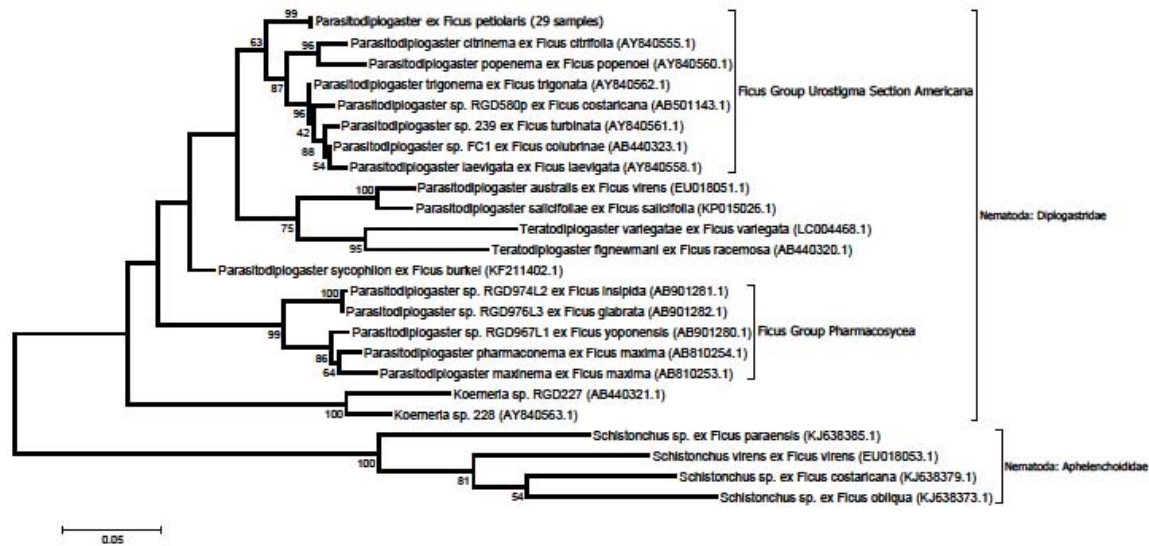 99
Parasitodiplogaster ex Ficus petiolaris (29 samples)
63
96
Parasitodiplogaster citrinema ex Ficus citrifolia (AY840555.1)
Parasitodiplogaster popenema ex Ficus popenoei (AY840560.1)
87
Parasitodiplogaster trigonema ex Ficus trigonata (AY840562.1)
Ficus Group Urostigma Section Americana
96
Parasitodiplogaster sp. RGD580p ex Ficus costaricana (AB501143.1)
42
Parasitodiplogaster sp. 239 ex Ficus turbinata (AY840561.1)
88
Parasitodiplogaster sp. FC1 ex Ficus colubrinae (AB440323.1)
54
Parasitodiplogaster laevigata ex Ficus laevigata (AY840558.1)
100
Parasitodiplogaster australis ex Ficus virens (EU018051.1)
Parasitodiplogaster salicifoliae ex Ficus salicifolia (KP015026.1)
Nematoda: Diplogastridae
75
Teratodiplogaster variegatae ex Ficus variegata (LC004468.1)
95
Teratodiplogaster fignewmani ex Ficus racemosa (AB440320.1)
Parasitodiplogaster sycophilon ex Ficus burkei (KF211402.1)
100
Parasitodiplogaster sp. RGD974L2 ex Ficus insipida (AB901281.1)
Parasitodiplogaster sp. RGD976L3 ex Ficus glabrata (AB901282.1)
99
Parasitodiplogaster sp. RGD967L1 ex Ficus yoponensis (AB901280.1)
Ficus Group Pharmacosycea
86
Parasitodiplogaster pharmaconema ex Ficus maxima (AB810254.1)
64
Parasitodiplogaster maxinema ex Ficus maxima (AB810253.1)
Koerneria sp. RGD227 (AB440321.1)
100
Koerneria sp. 228 (AY840563.1)
Schistonchus sp. ex Ficus paraensis (KJ638385.1)
100
Schistonchus virens ex Ficus virens (EU018053.1)
Nematoda: Aphelenchoididae
81
Schistonchus sp. ex Ficus costaricana (KJ638379.1)
54
Schistonchus sp. ex Ficus obliqua (KJ638373.1)
0.05